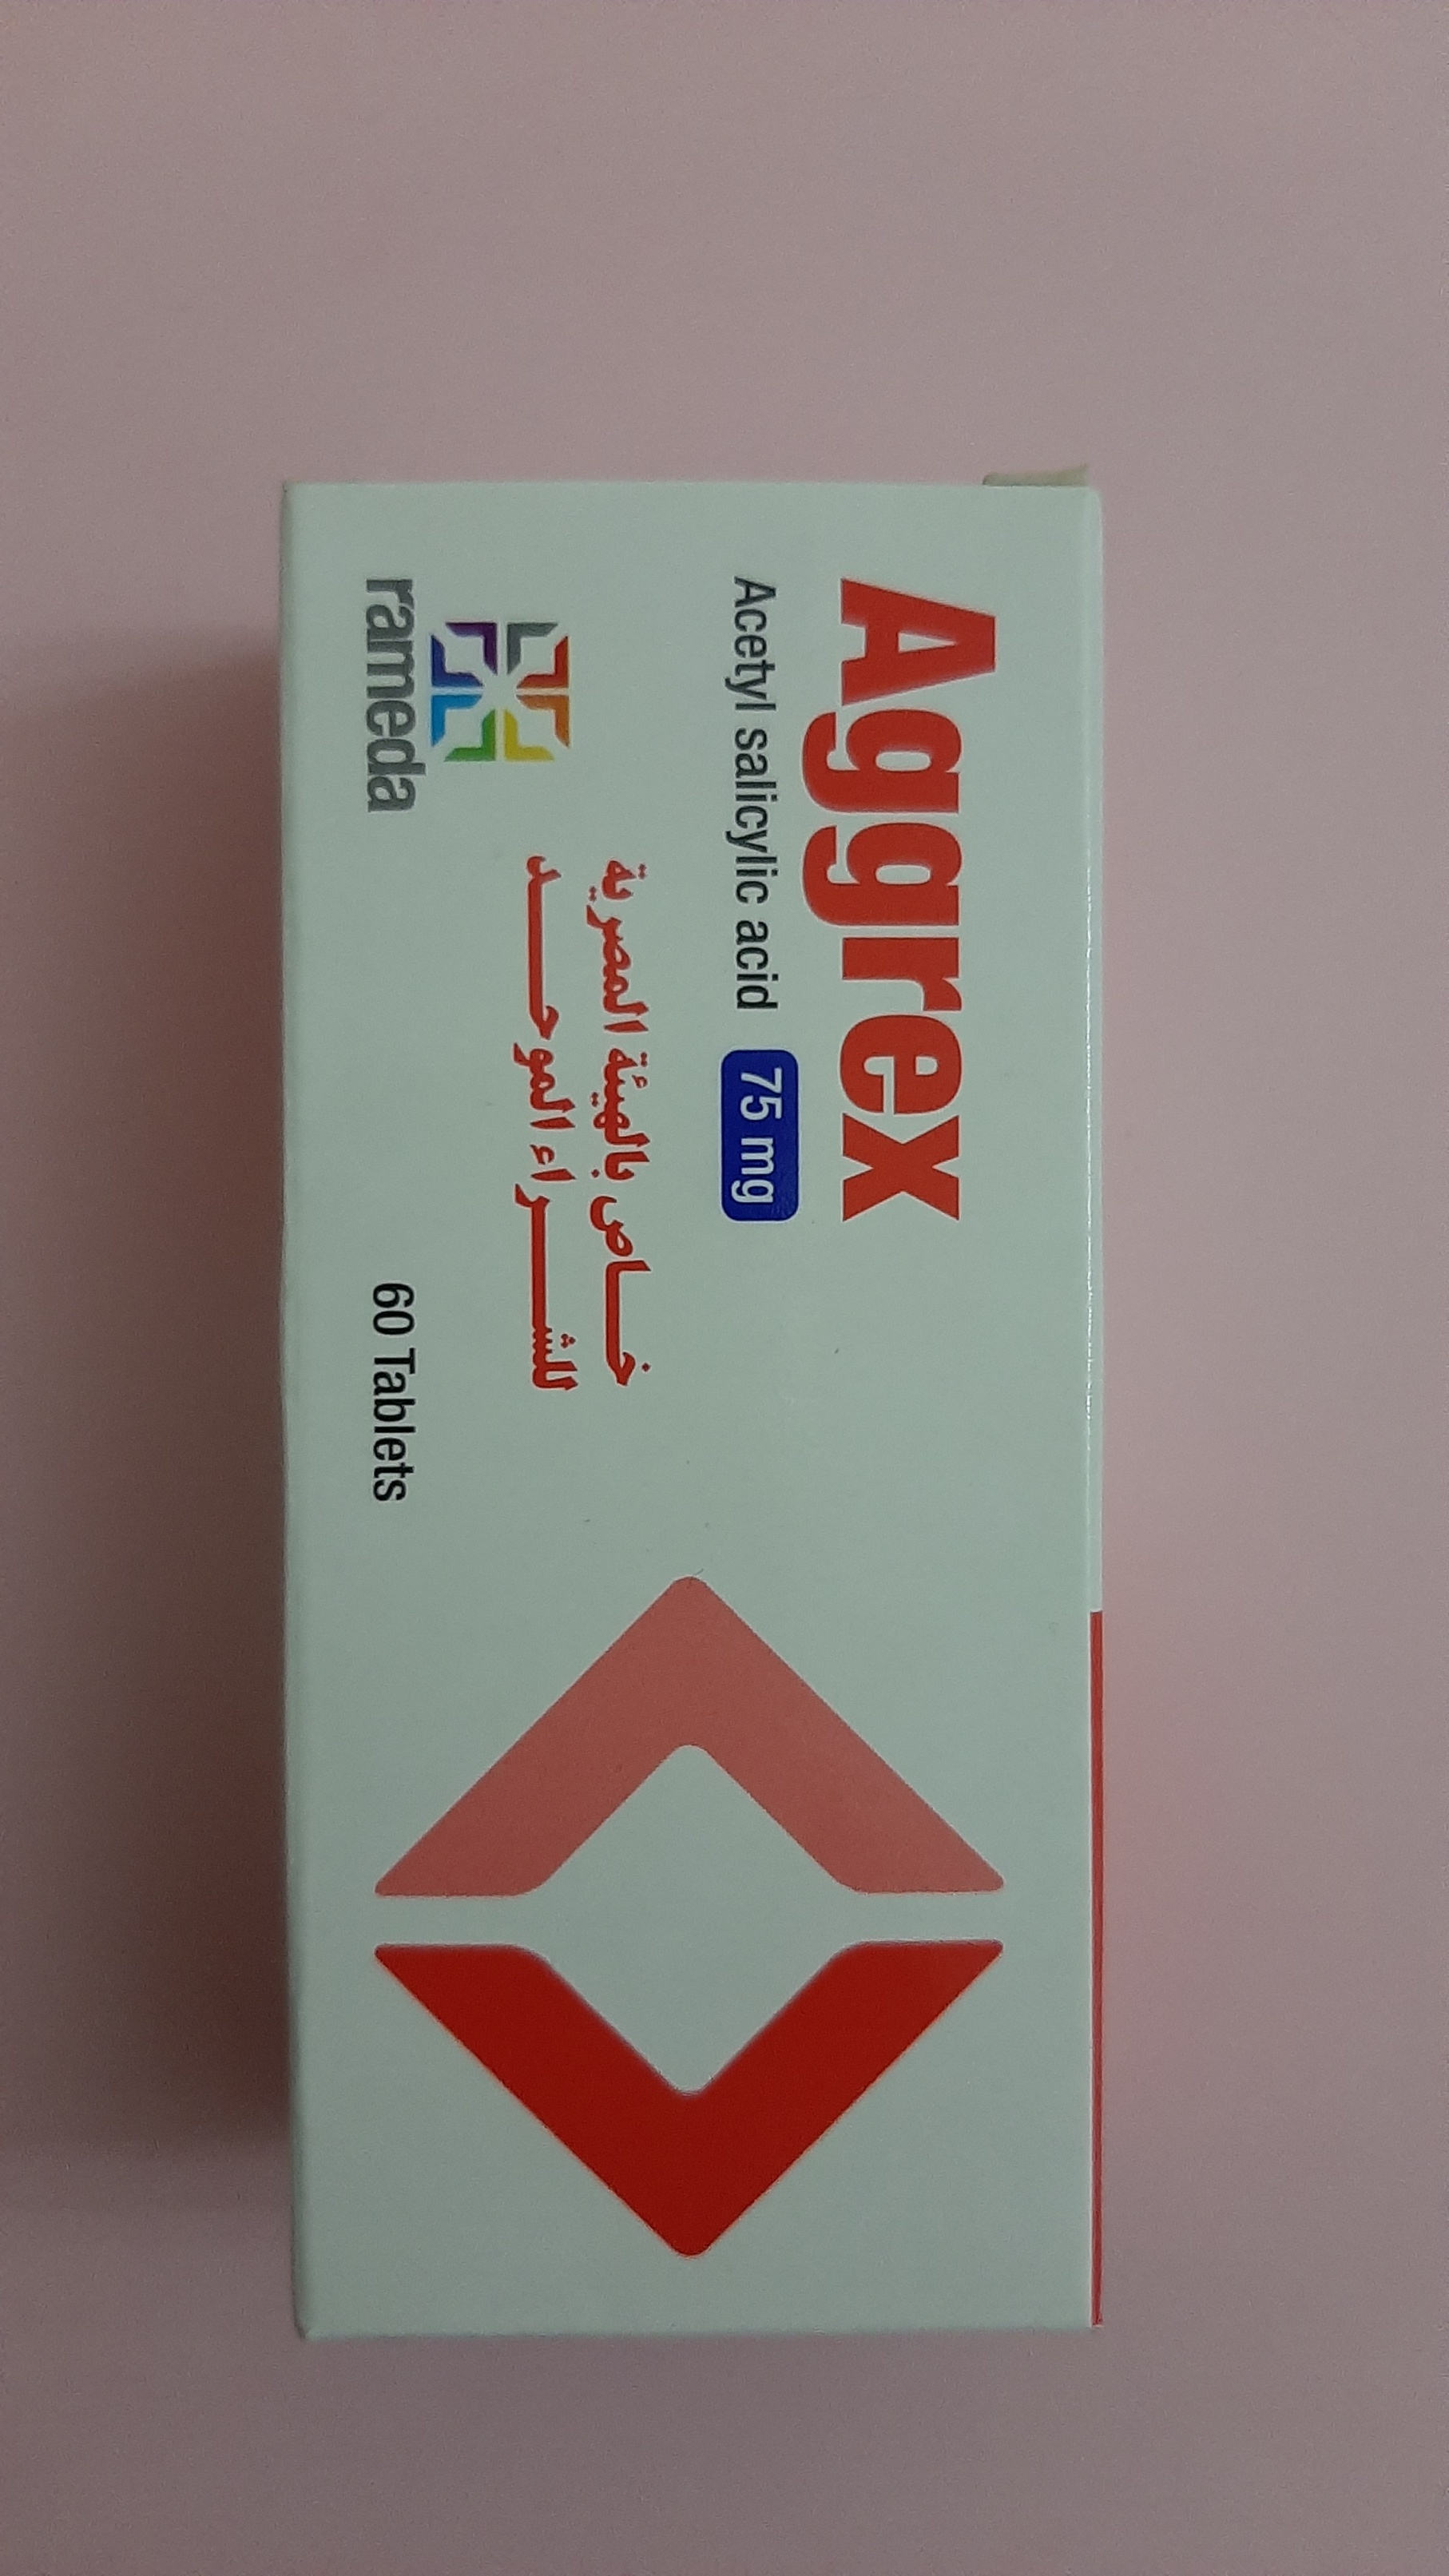 Aggrex
Acetyl salicylic acid 75 mg
خاص بالهيئة المصرية
للشراء الموحد
rameda
60 Tablets